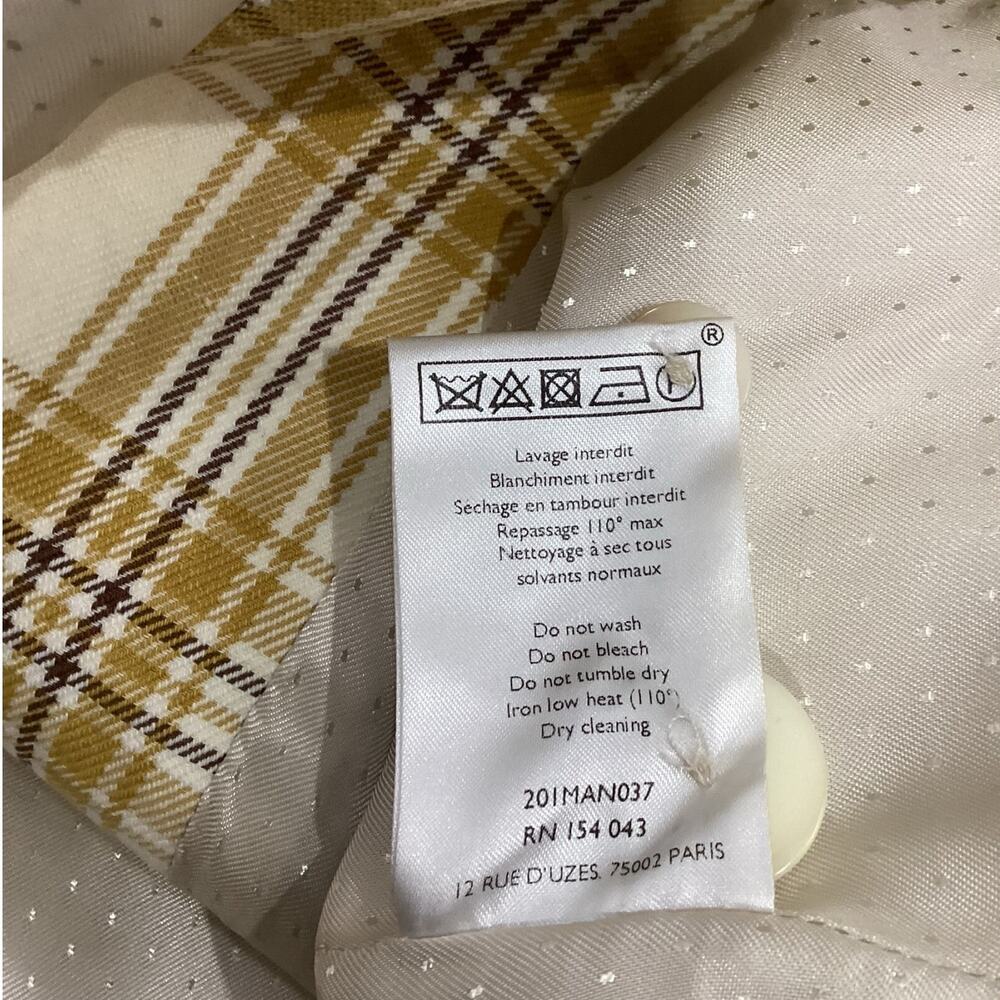 ®
Lavage interdit
Blanchiment interdit
Séchage en tambour interdit
Repassage 110° max
Nettoyage à sec tous
solvants normaux
Do not wash
Do not bleach
Do not tumble dry
Iron low heat (110°)
Dry cleaning
201MAN037
RN 154 043
12 RUE D'UZES. 75002 PARIS